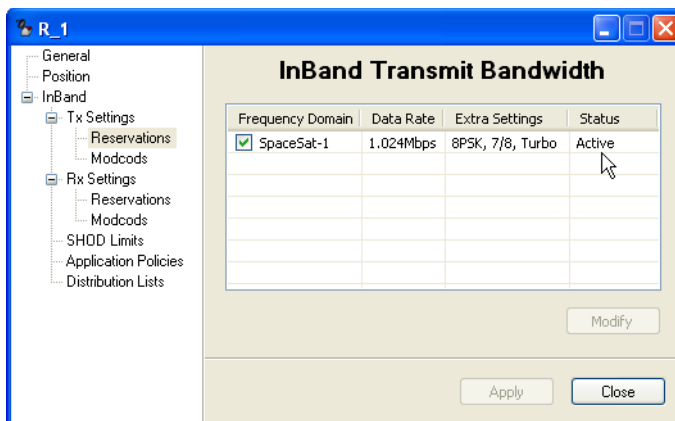 R_1
General
Position
InBand
Tx Settings
Reservations
Modcods
Rx Settings
Reservations
Modcods
SHOD Limits
Application Policies
Distribution Lists
InBand Transmit Bandwidth
Frequency Domain Data Rate Extra Settings Status
SpaceSat-1 1.024Mbps 8PSK, 7/8, Turbo Active
Modify
Apply Close